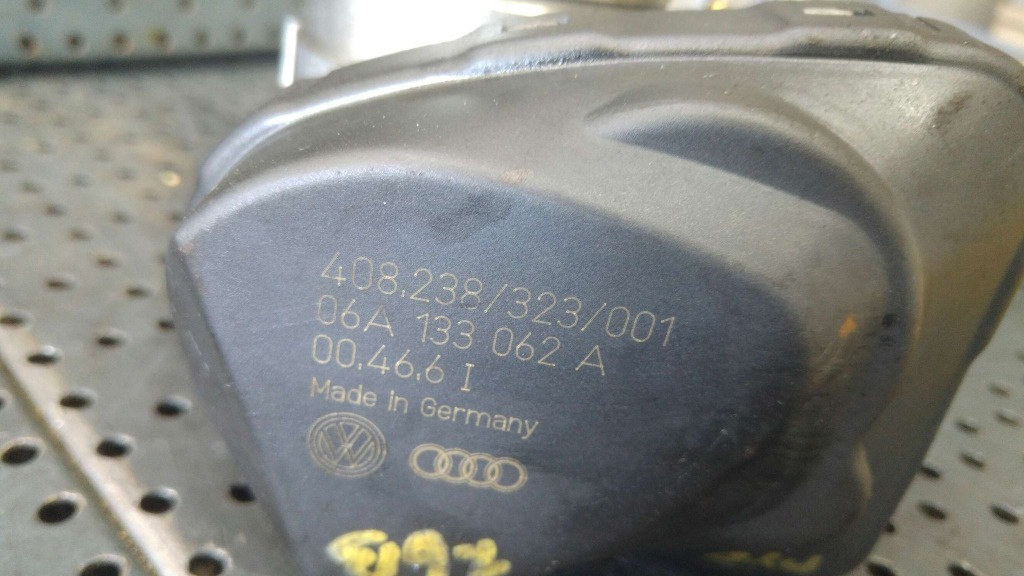 408.238/323/001
06A 133 062 A
00.46.6 I
Made in Germany